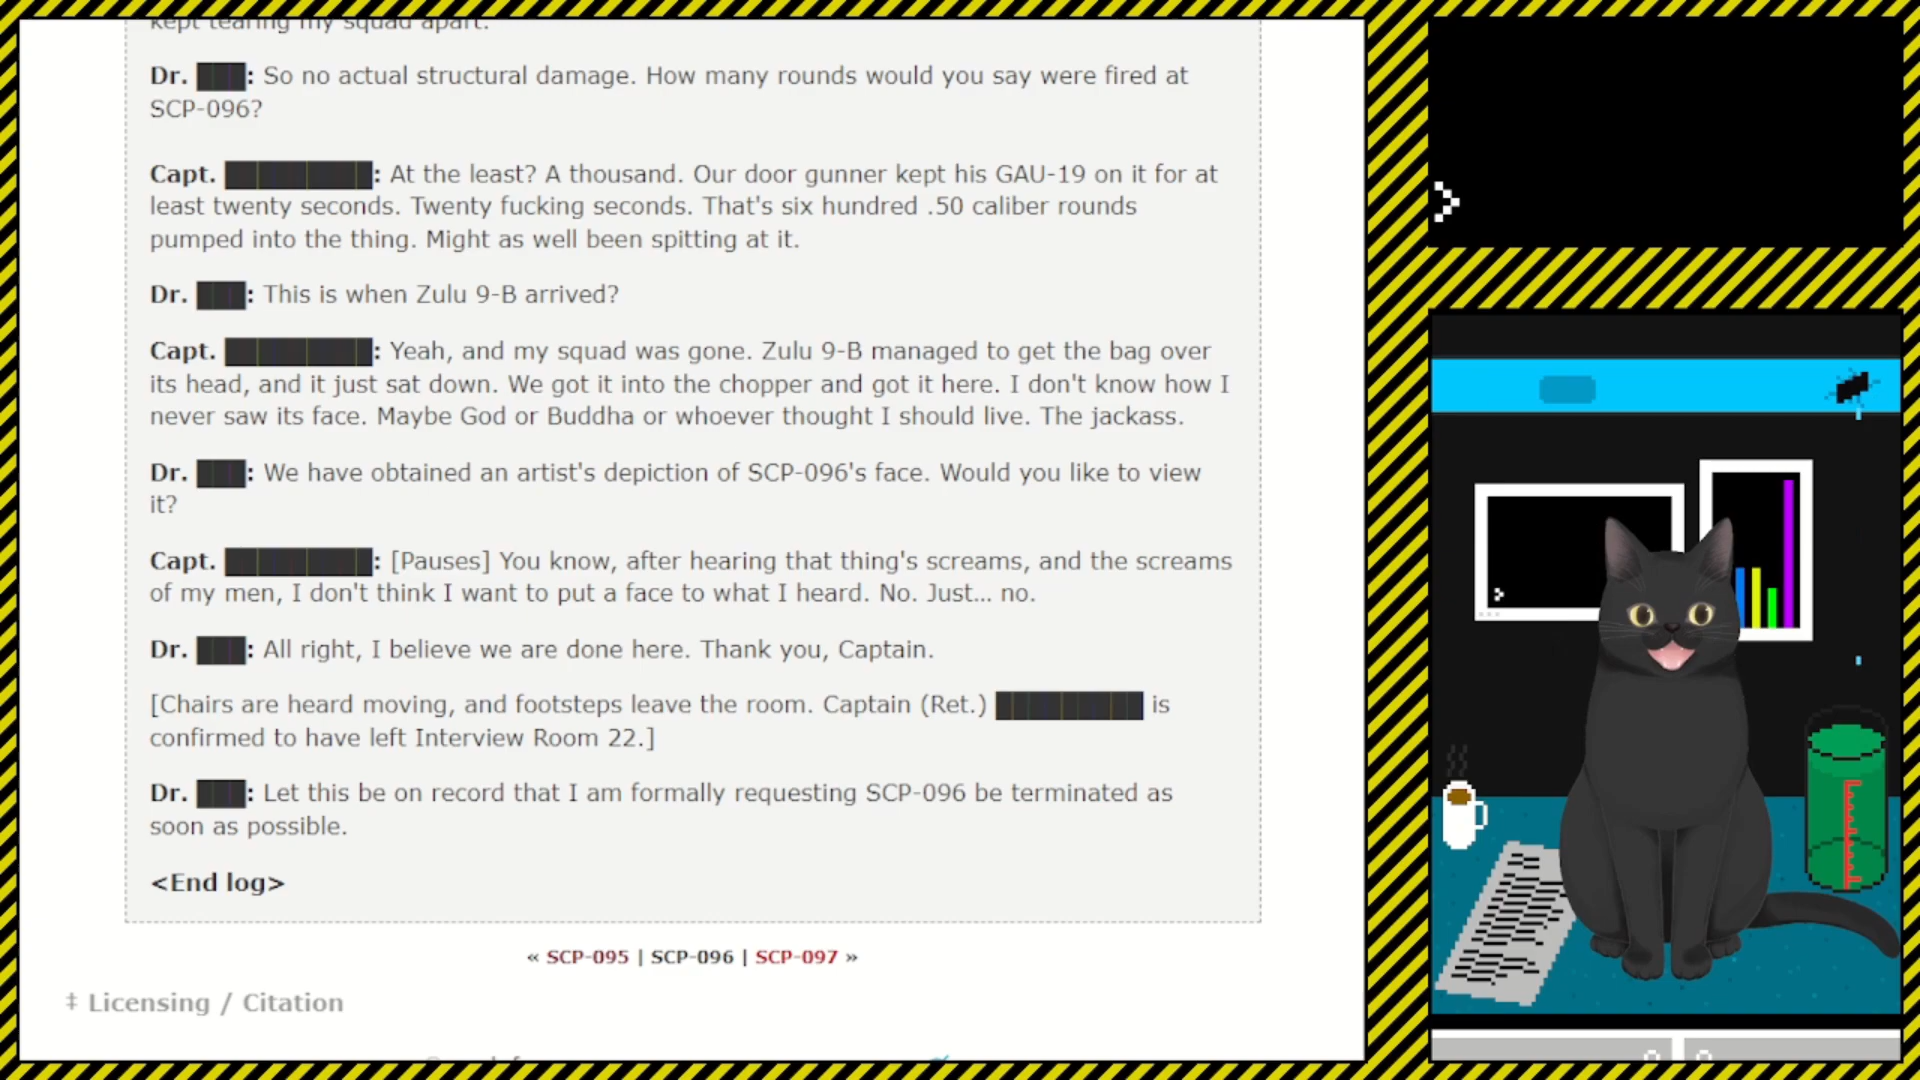 kept tearing my squad apart.
Dr. ███: So no actual structural damage. How many rounds would you say were fired at
SCP-096?
Capt. █████████: At the least? A thousand. Our door gunner kept his GAU-19 on it for at
least twenty seconds. Twenty fucking seconds. That's six hundred .50 caliber rounds
pumped into the thing. Might as well been spitting at it.
Dr. ███: This is when Zulu 9-B arrived?
Capt. █████████: Yeah, and my squad was gone. Zulu 9-B managed to get the bag over
its head, and it just sat down. We got it into the chopper and got it here. I don't know how I
never saw its face. Maybe God or Buddha or whoever thought I should live. The jackass.
Dr. ███: We have obtained an artist's depiction of SCP-096's face. Would you like to view
it?
Capt. █████████: [Pauses] You know, after hearing that thing's screams, and the screams
of my men, I don't think I want to put a face to what I heard. No. Just... no.
Dr. ███: All right, I believe we are done here. Thank you, Captain.
[Chairs are heard moving, and footsteps leave the room. Captain (Ret.) █████████ is
confirmed to have left Interview Room 22.]
Dr. ███: Let this be on record that I am formally requesting SCP-096 be terminated as
soon as possible.
<End log>
« SCP-095 | SCP-096 | SCP-097 »
‡ Licensing / Citation